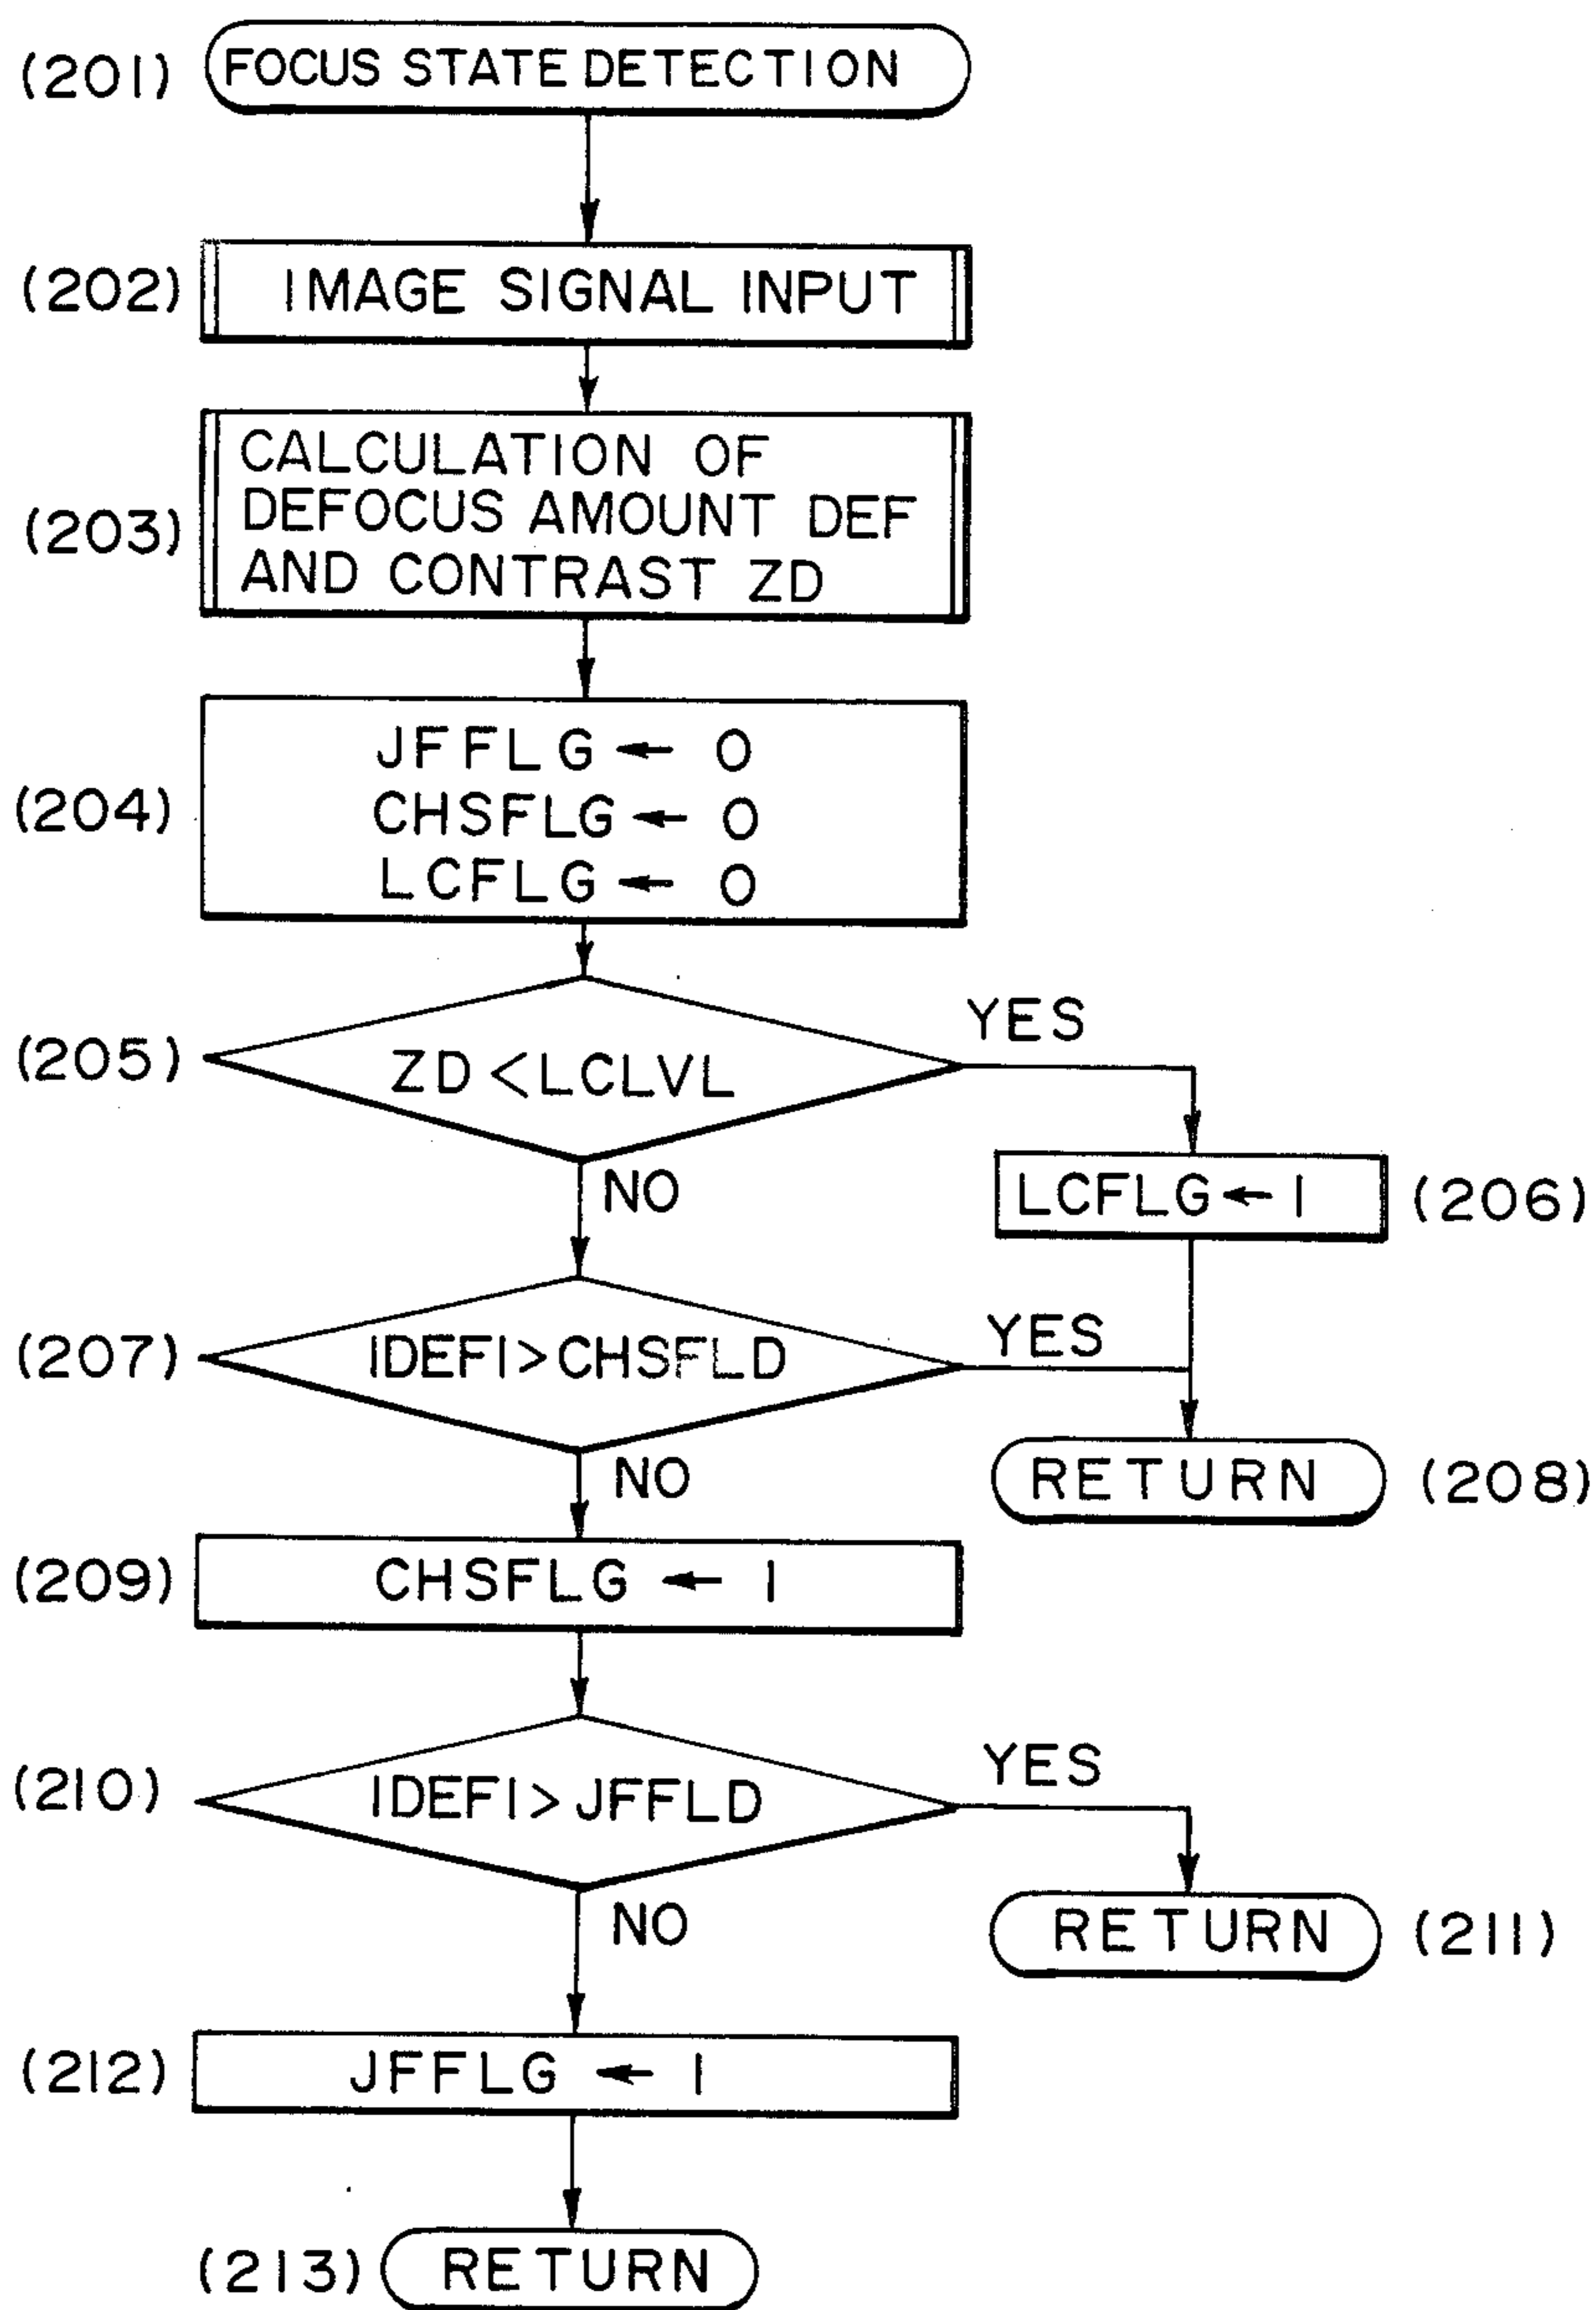 (201) FOCUS STATE DETECTION
(202) IMAGE SIGNAL INPUT
(203) CALCULATION OF
DEFOCUS AMOUNT DEF
AND CONTRAST ZD
(204)
JFFLG ← 0
CHSFLG ← 0
LCFLG ← 0
(205) ZD < LCLVL
YES
NO
LCFLG ← 1 (206)
(207) |DEF| > CHSFLD
YES
NO
RETURN (208)
(209) CHSFLG ← 1
(210) |DEF| > JFFLD
YES
NO
RETURN (211)
(212) JFFLG ← 1
(213) RETURN